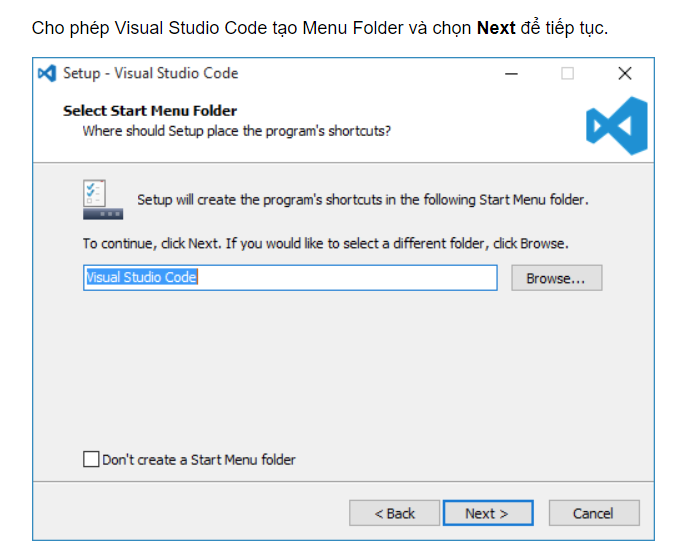 Cho phép Visual Studio Code tạo Menu Folder và chọn Next để tiếp tục.
Setup - Visual Studio Code
Select Start Menu Folder
Where should Setup place the program's shortcuts?
Setup will create the program's shortcuts in the following Start Menu folder.
To continue, click Next. If you would like to select a different folder, click Browse.
Visual Studio Code
Browse...
Don't create a Start Menu folder
< Back
Next >
Cancel